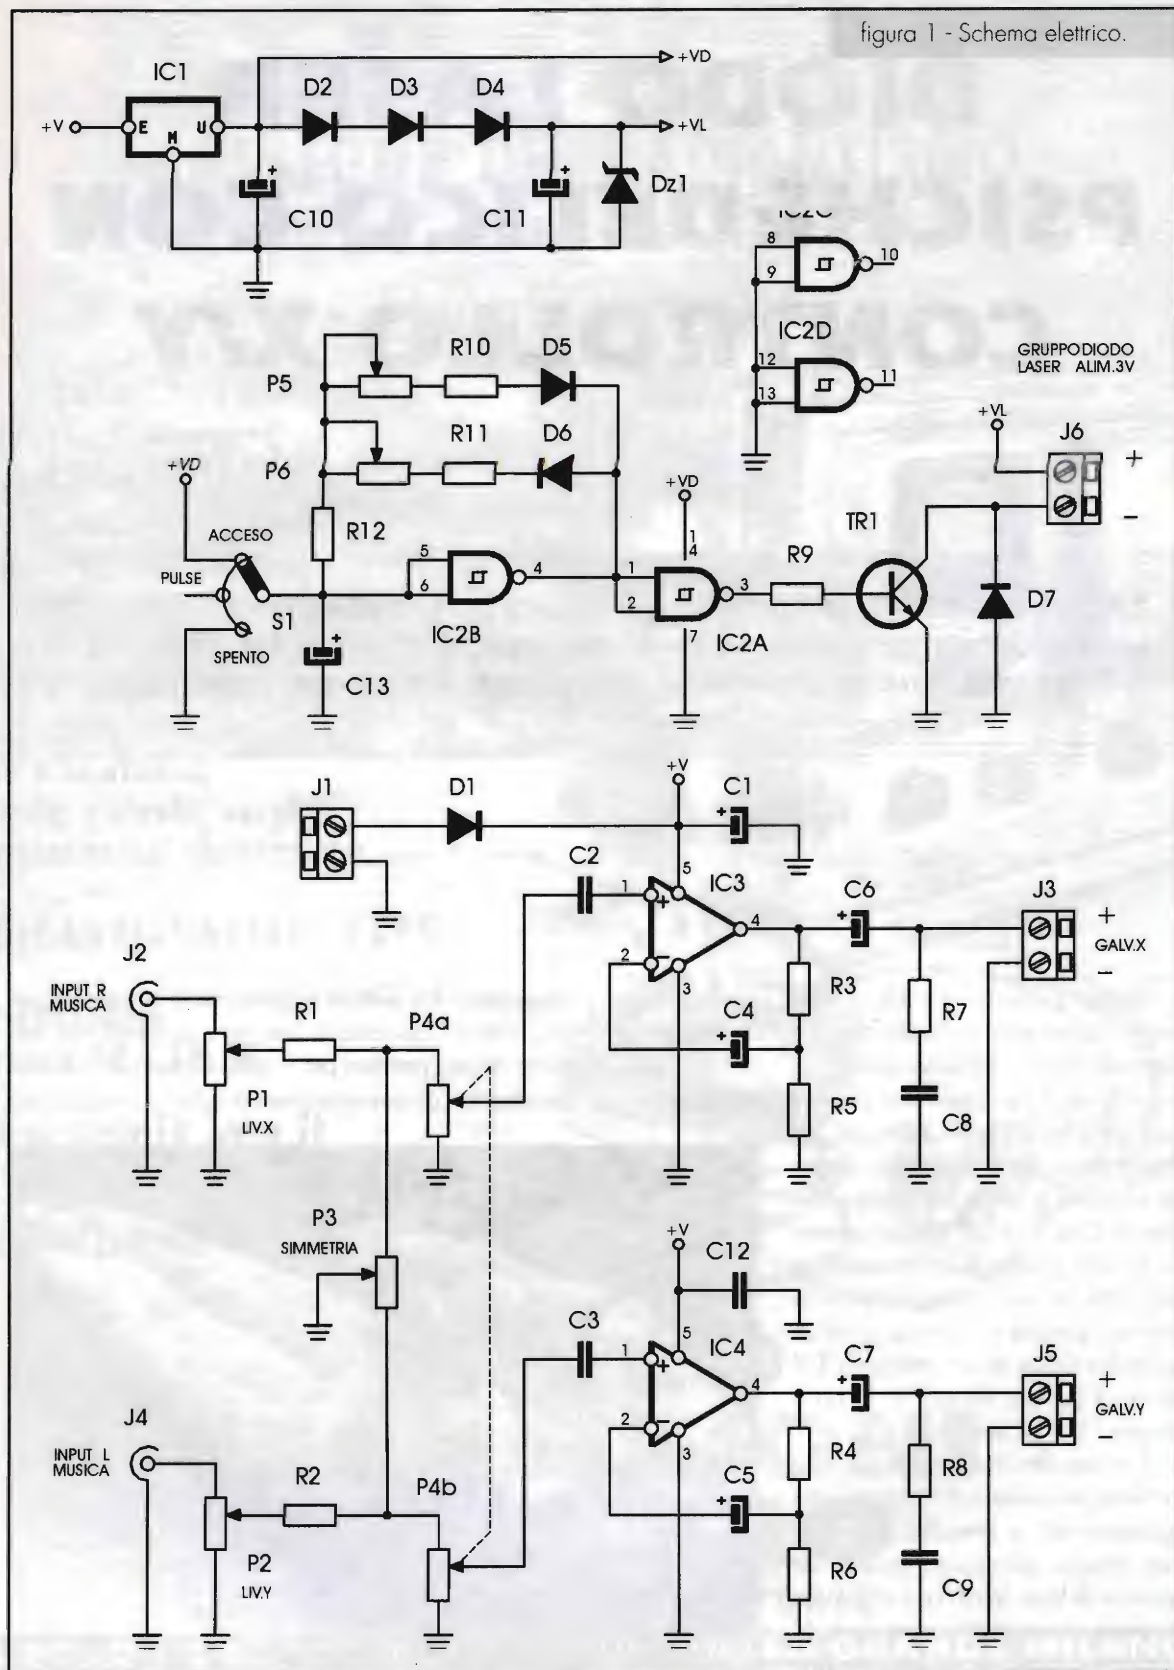 figura 1 - Schema elettrico.
IC1
D2
D3
D4
+VD
+V
E
M
U
+VL
+
C10
+
C11
Dz1
IC2C
8
9
10
IC2D
12
13
11
GRUPPO DIODO
LASER ALIM.3V
+VL
J6
+
-
P5
R10
D5
P6
R11
D6
+VD
ACCESO
PULSE
S1
SPENTO
R12
+
C13
5
6
4
IC2B
+VD
1
4
1
2
3
7
IC2A
R9
TR1
D7
J1
D1
+V
C1
+
C2
1
+
5
IC3
4
2
-
3
C6
+
J3
+
GALV.X
-
R3
C4
+
R5
R7
C8
J2
INPUT R
MUSICA
R1
P4a
P1
LIV.X
P3
SIMMETRIA
+V
C12
C3
1
+
5
IC4
4
2
-
3
C7
+
J5
+
GALV.Y
-
R4
C5
+
R6
R8
C9
J4
INPUT L
MUSICA
R2
P4b
P2
LIV.Y